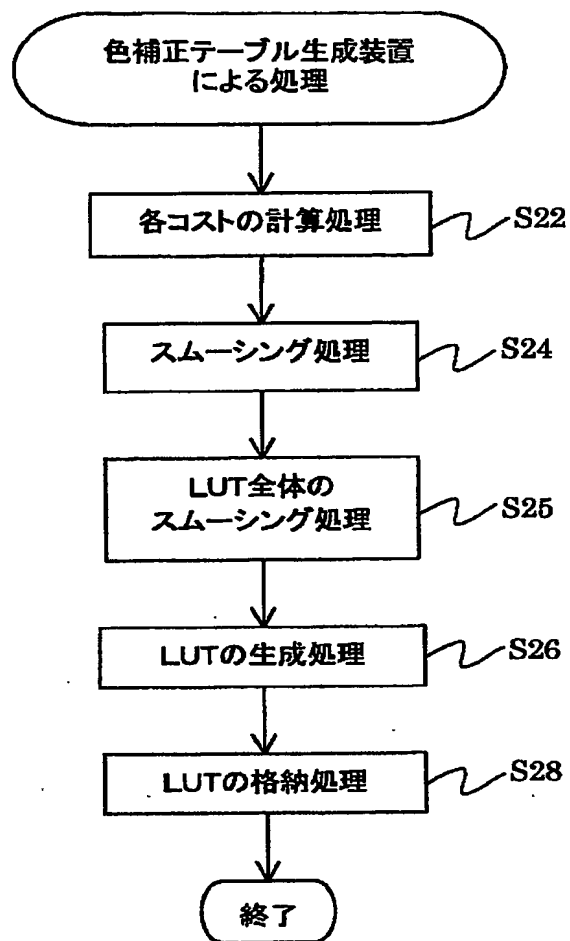 色補正テーブル生成装置
による処理
各コストの計算処理
S22
スムーシング処理
S24
LUT全体の
スムーシング処理
S25
LUTの生成処理
S26
LUTの格納処理
S28
終了